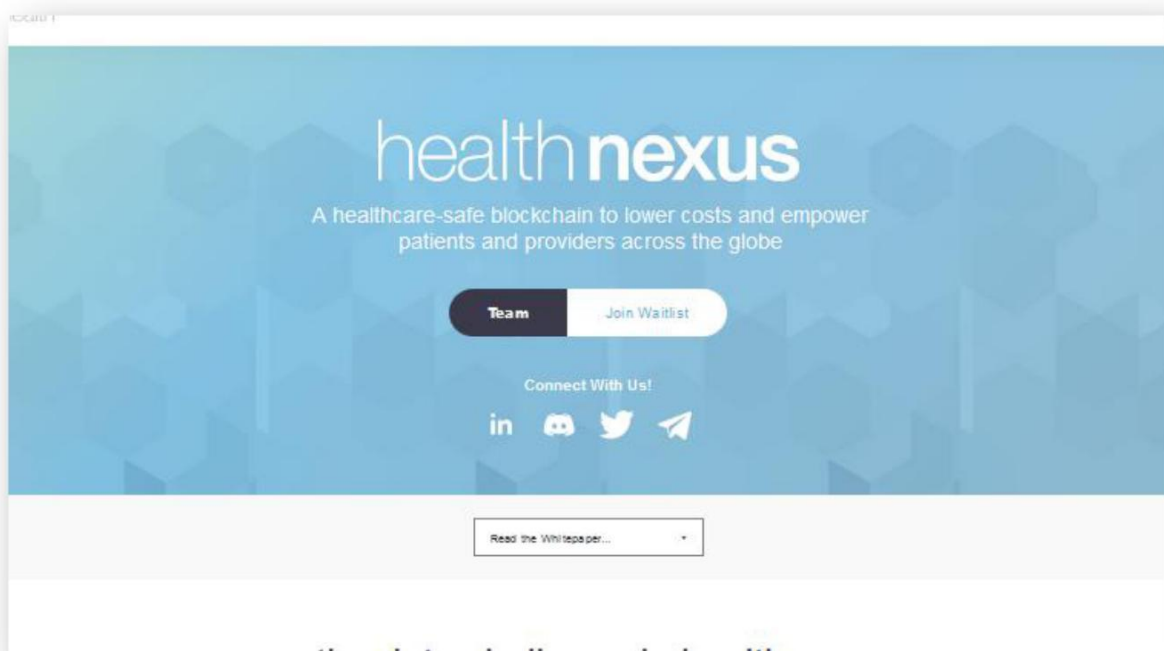 health nexus
A healthcare-safe blockchain to lower costs and empower
patients and providers across the globe
Team
Join Waitlist
Connect With Us!
in
Read the Whitepaper...